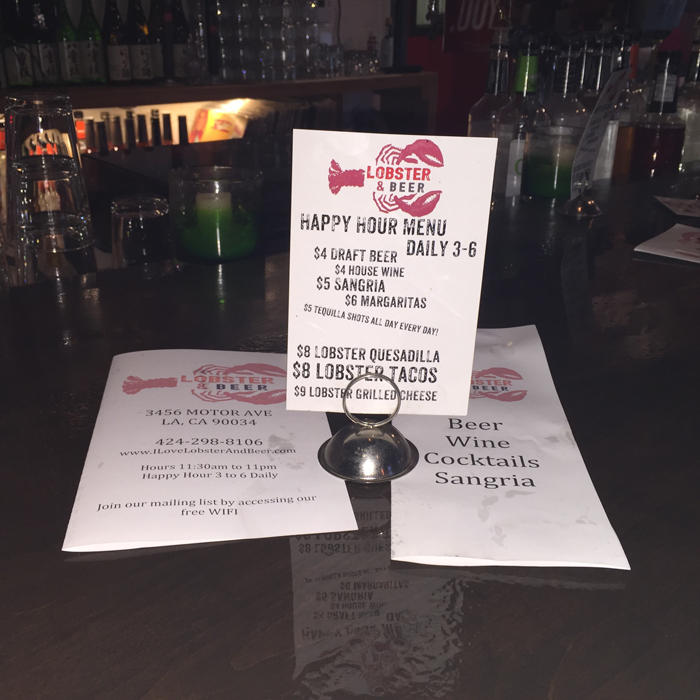 LOBSTER
& BEER
HAPPY HOUR MENU
DAILY 3-6
$4 DRAFT BEER
$4 HOUSE WINE
$5 SANGRIA
$6 MARGARITAS
$5 TEQUILLA SHOTS ALL DAY EVERY DAY!
$8 LOBSTER QUESADILLA
$8 LOBSTER TACOS
$9 LOBSTER GRILLED CHEESE
LOBSTER
& BEER
3456 MOTOR AVE
LA, CA 90034
424-298-8106
www.ILoveLobsterAndBeer.com
Hours 11:30am to 11pm
Happy Hour 3 to 6 Daily
Join our mailing list by accessing our
free WIFI
Beer
Wine
Cocktails
Sangria